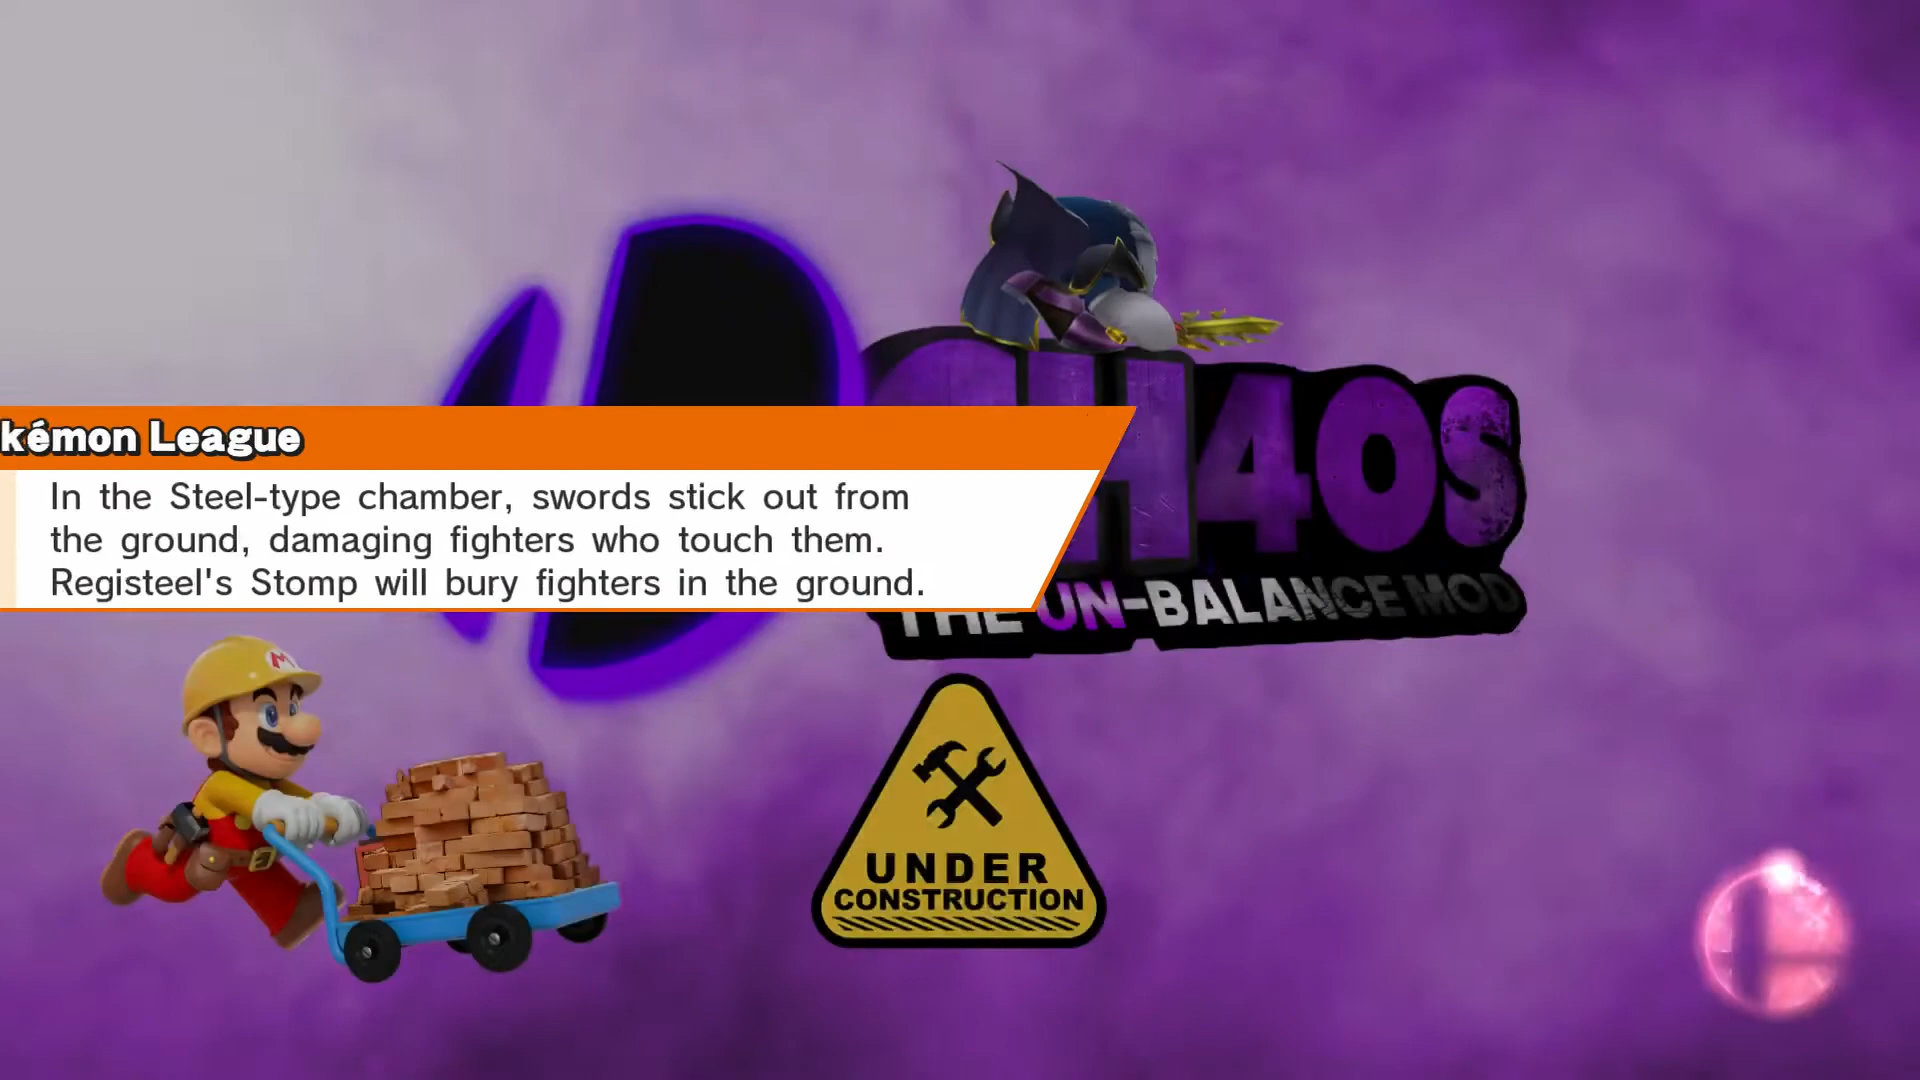 kémon League
In the Steel-type chamber, swords stick out from
the ground, damaging fighters who touch them.
Registeel's Stomp will bury fighters in the ground.
CH4OS
THE UN-BALANCE MOD
M
UNDER
CONSTRUCTION